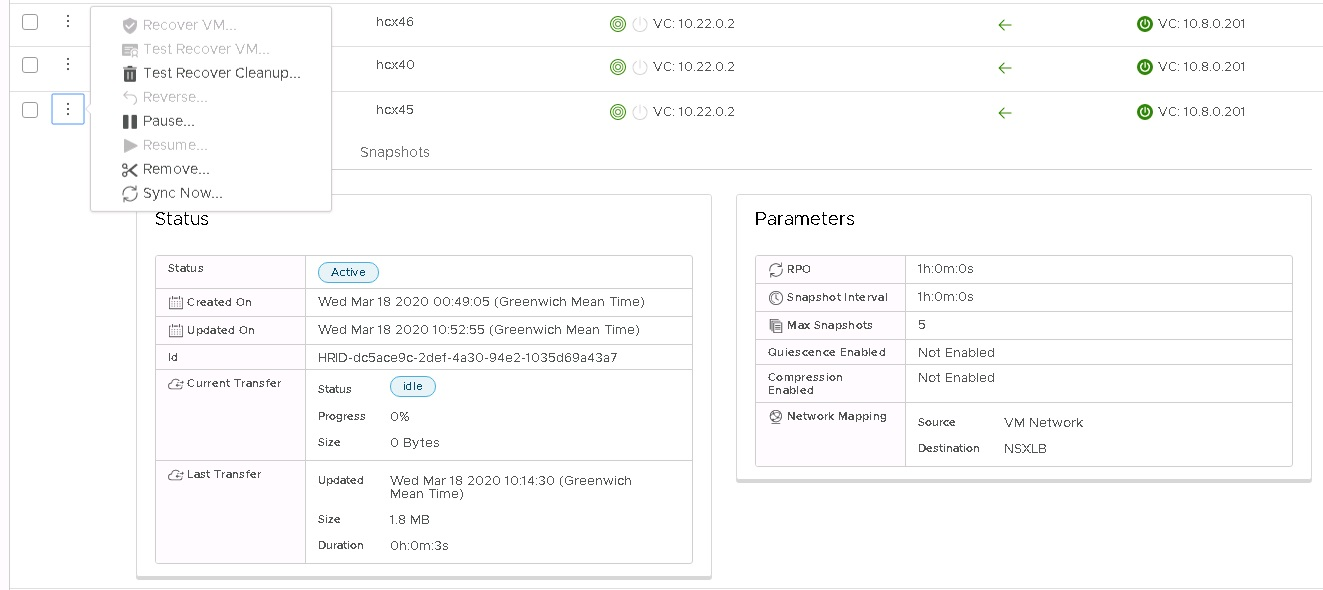 hcx46 VC: 10.22.0.2 VC: 10.8.0.201
hcx40 VC: 10.22.0.2 VC: 10.8.0.201
hcx45 VC: 10.22.0.2 VC: 10.8.0.201
Recover VM...
Test Recover VM...
Test Recover Cleanup...
Reverse...
Pause...
Resume...
Remove...
Sync Now...
Snapshots
Status
Status Active
Created On Wed Mar 18 2020 00:49:05 (Greenwich Mean Time)
Updated On Wed Mar 18 2020 10:52:55 (Greenwich Mean Time)
Id HRID-dc5ace9c-2def-4a30-94e2-1035d69a43a7
Current Transfer Status idle
Progress 0%
Size 0 Bytes
Last Transfer Updated Wed Mar 18 2020 10:14:30 (Greenwich
Mean Time)
Size 1.8 MB
Duration 0h:0m:3s
Parameters
RPO 1h:0m:0s
Snapshot Interval 1h:0m:0s
Max Snapshots 5
Quiescence Enabled Not Enabled
Compression Not Enabled
Enabled
Network Mapping Source VM Network
Destination NSXLB